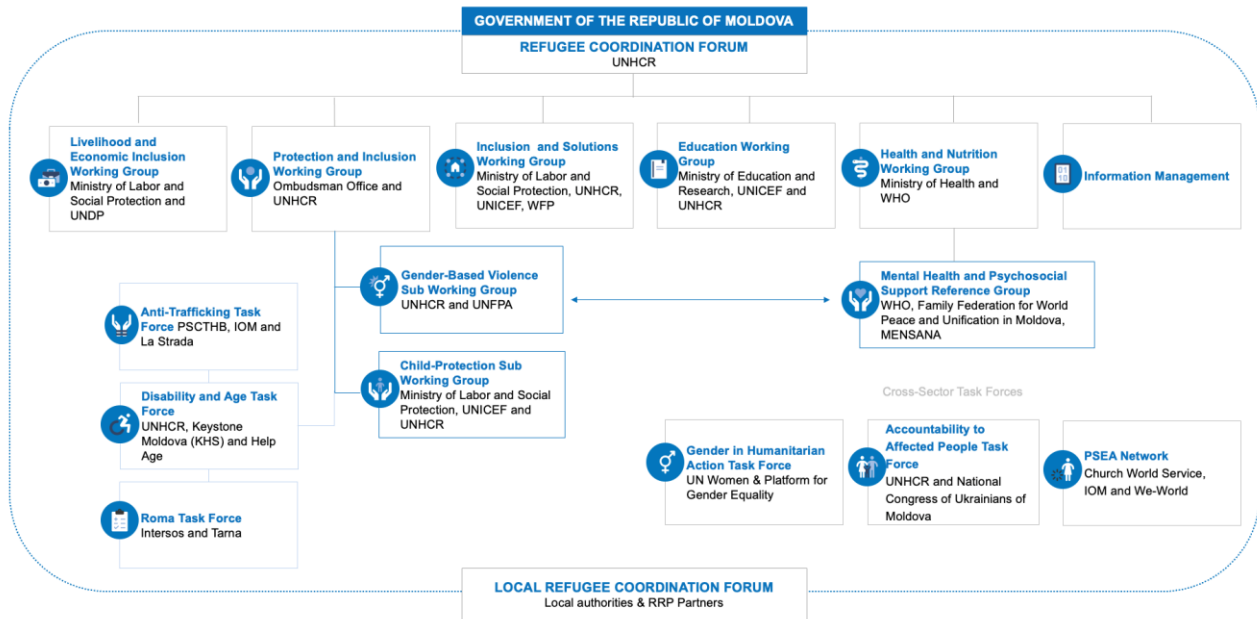 GOVERNMENT OF THE REPUBLIC OF MOLDOVA
REFUGEE COORDINATION FORUM
UNHCR
Livelihood and
Economic Inclusion
Working Group
Ministry of Labor and
Social Protection and
UNDP
Protection and Inclusion
Working Group
Ombudsman Office and
UNHCR
Inclusion and Solutions
Working Group
Ministry of Labor and
Social Protection, UNHCR,
UNICEF, WFP
Education Working
Group
Ministry of Education and
Research, UNICEF and
UNHCR
Health and Nutrition
Working Group
Ministry of Health and
WHO
01
10
Information Management
Gender-Based Violence
Sub Working Group
UNHCR and UNFPA
Mental Health and Psychosocial
Support Reference Group
WHO, Family Federation for World
Peace and Unification in Moldova,
MENSANA
Anti-Trafficking Task
Force PSCTHB, IOM and
La Strada
Child-Protection Sub
Working Group
Ministry of Labor and Social
Protection, UNICEF and
UNHCR
Disability and Age Task
Force
UNHCR, Keystone
Moldova (KHS) and Help
Age
Roma Task Force
Intersos and Tarna
Cross-Sector Task Forces
Gender in Humanitarian
Action Task Force
UN Women & Platform for
Gender Equality
Accountability to
Affected People Task
Force
UNHCR and National
Congress of Ukrainians of
Moldova
PSEA Network
Church World Service,
IOM and We-World
LOCAL REFUGEE COORDINATION FORUM
Local authorities & RRP Partners